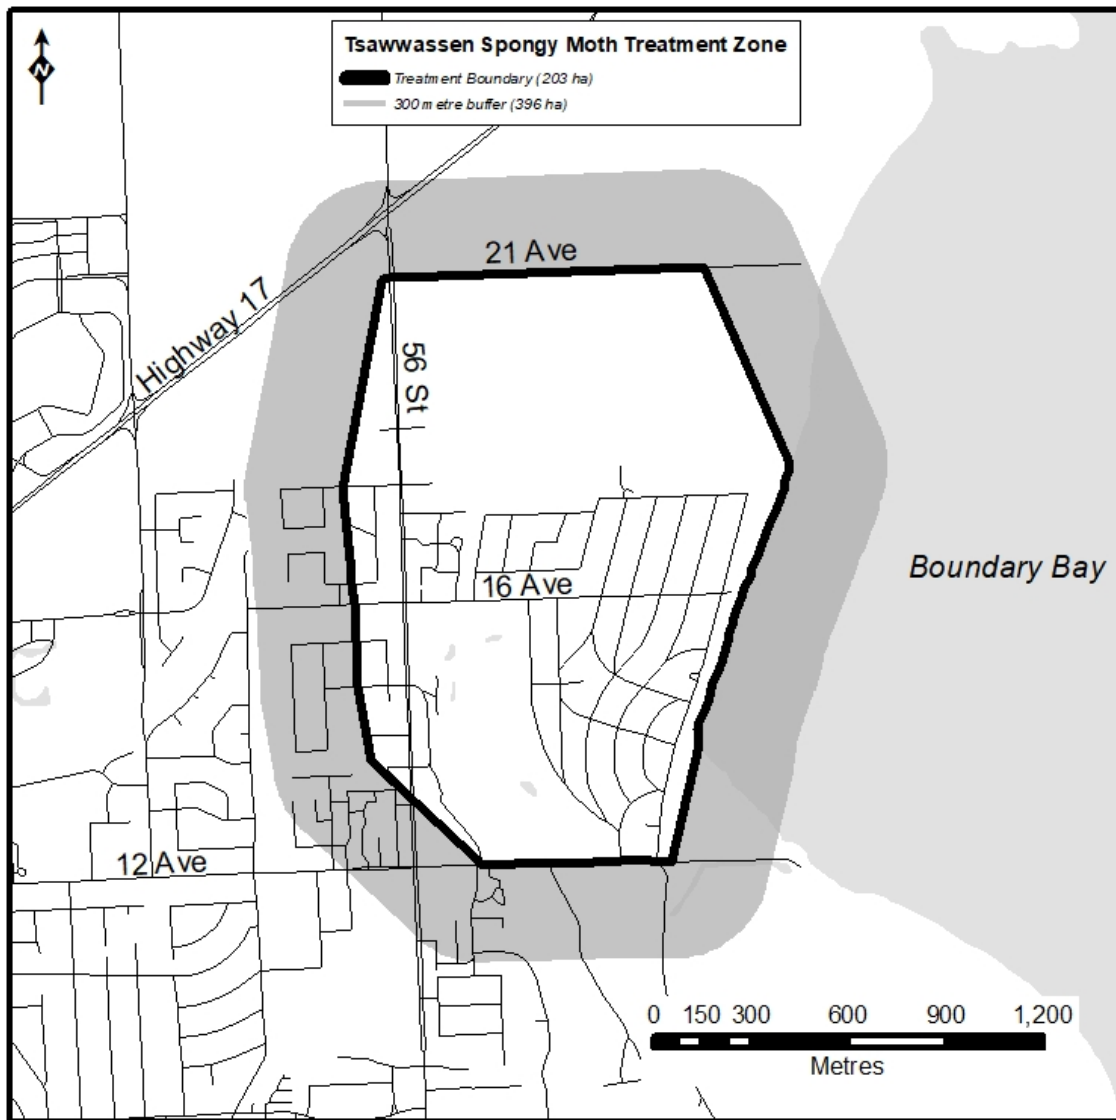 Tsawwassen Spongy Moth Treatment Zone
Treatment Boundary (203 ha)
300 metre buffer (396 ha)
N
21 Ave
Highway 17
56 St
Boundary Bay
16 Ave
12 Ave
0 150 300 600 900 1,200
Metres